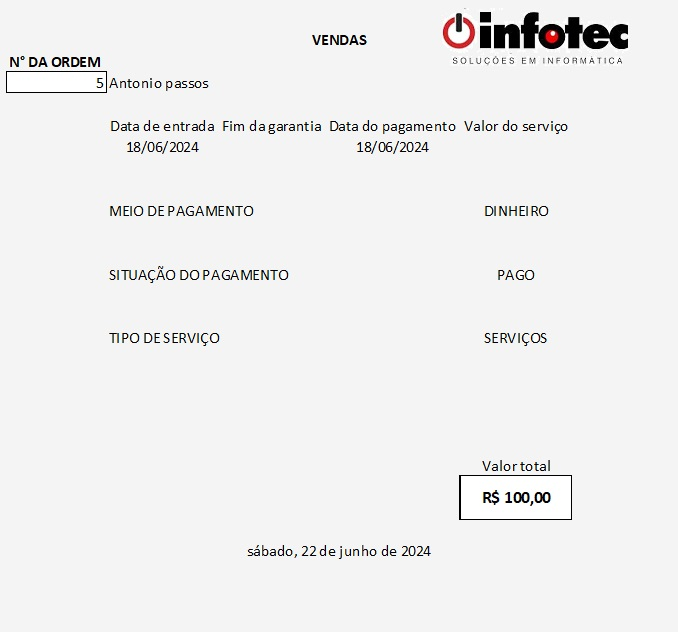 VENDAS
infotec
SOLUÇÕES EM INFORMÁTICA
N° DA ORDEM
5 Antonio passos
Data de entrada Fim da garantia Data do pagamento Valor do serviço
18/06/2024 18/06/2024
MEIO DE PAGAMENTO DINHEIRO
SITUAÇÃO DO PAGAMENTO PAGO
TIPO DE SERVIÇO SERVIÇOS
Valor total
R$ 100,00
sábado, 22 de junho de 2024